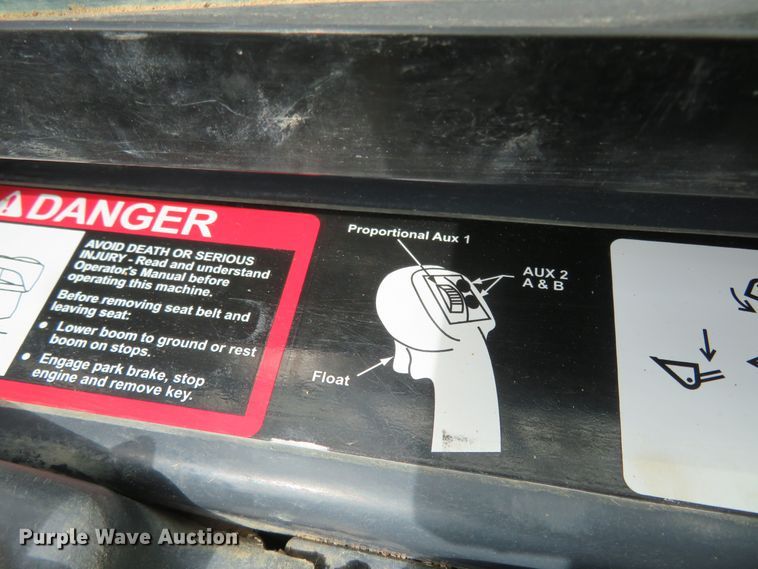 DANGER
AVOID DEATH OR SERIOUS
INJURY - Read and understand
Operator's Manual before
operating this machine.
Before removing seat belt and
leaving seat:
• Lower boom to ground or rest
boom on stops.
• Engage park brake, stop
engine and remove key.
Proportional Aux 1
AUX 2
A & B
Float
Purple Wave Auction